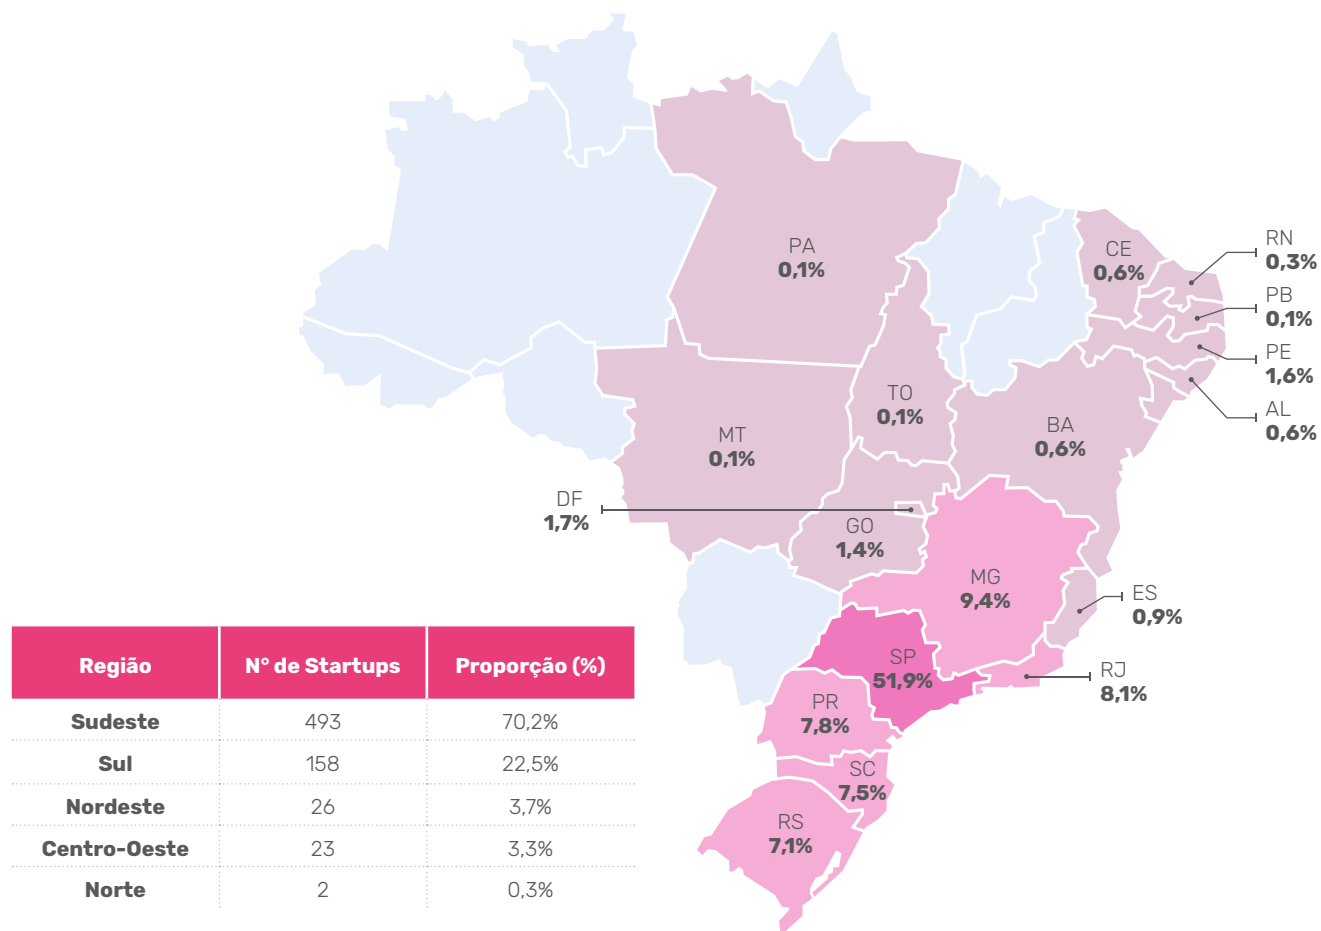 PA
0,1%
CE
0,6%
RN
0,3%
PB
0,1%
PE
1,6%
AL
0,6%
TO
0,1%
BA
0,6%
MT
0,1%
DF
1,7%
GO
1,4%
MG
9,4%
ES
0,9%
SP
51,9%
RJ
8,1%
PR
7,8%
SC
7,5%
RS
7,1%
Região N° de Startups Proporção (%)
Sudeste 493 70,2%
Sul 158 22,5%
Nordeste 26 3,7%
Centro-Oeste 23 3,3%
Norte 2 0,3%